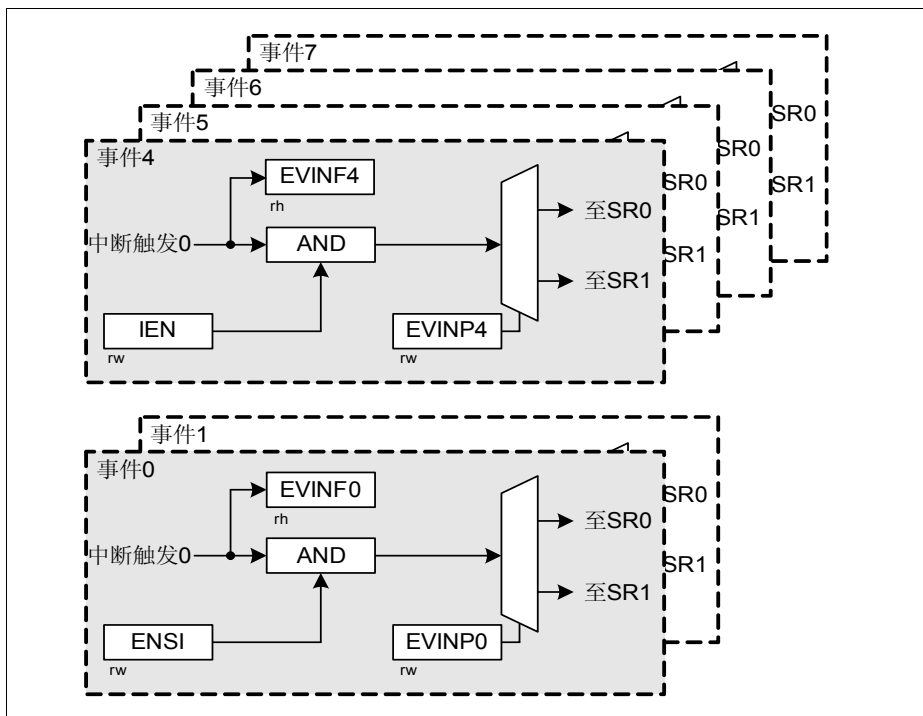 事件7
事件6
事件5
事件4
SR0
SR1
SR0
SR1
SR0
SR1
EVINF4
rh
中断触发0
AND
至SR0
至SR1
IEN
rw
EVINP4
rw
事件1
事件0
SR0
SR1
EVINF0
rh
中断触发0
AND
至SR0
至SR1
ENSI
rw
EVINP0
rw